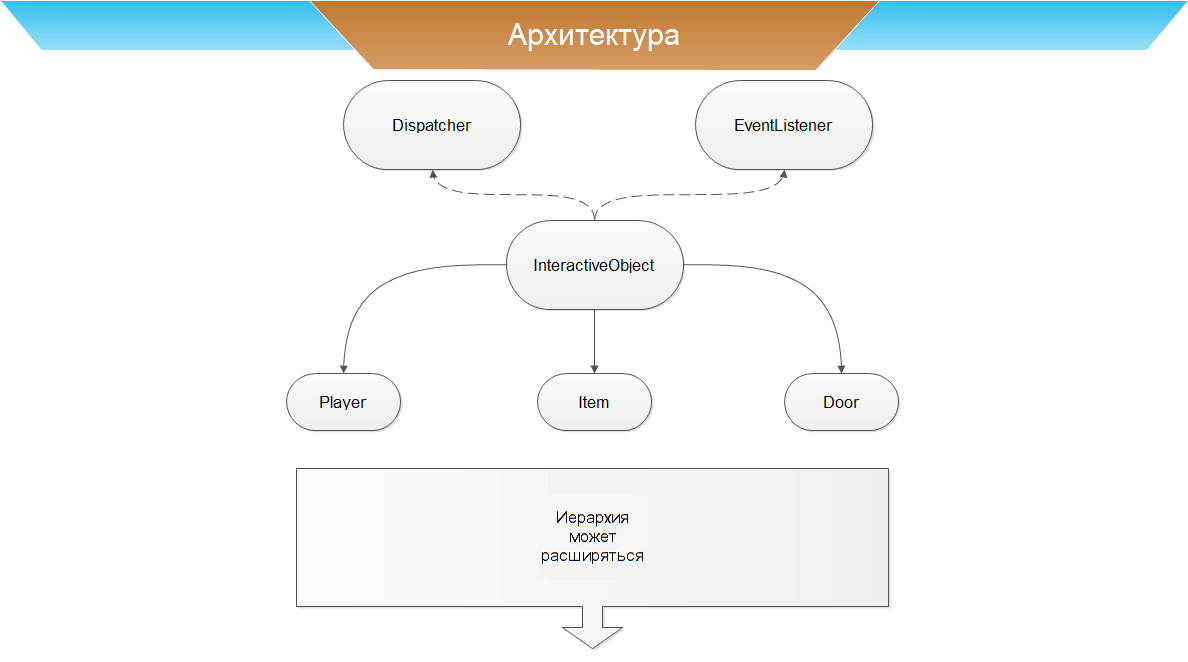 Архитектура
Dispatcher
EventListener
InteractiveObject
Player
Item
Door
Иерархия
может
расширяться